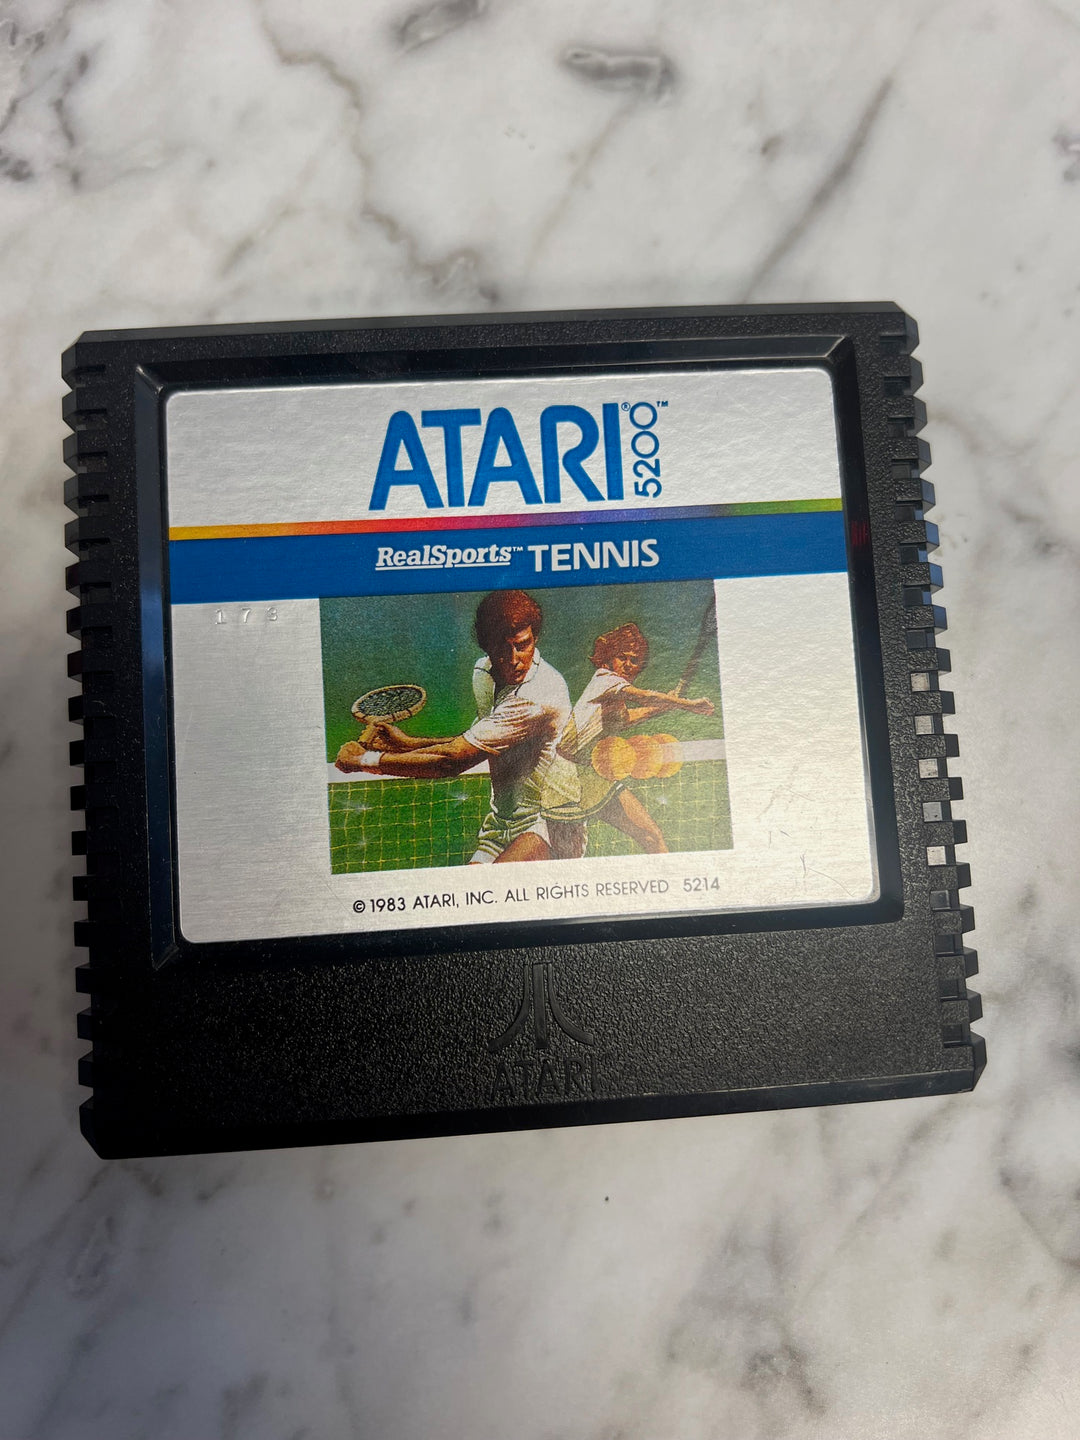 ATARI® 5200™
RealSports™ TENNIS
173
© 1983 ATARI, INC. ALL RIGHTS RESERVED 5214
ATARI